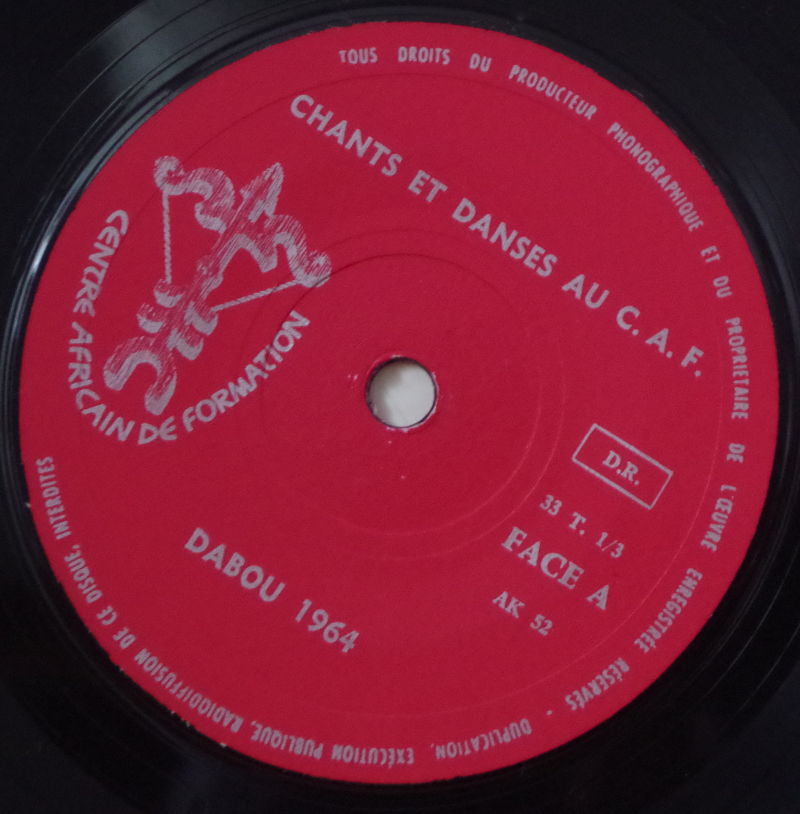 TOUS DROITS DU PRODUCTEUR PHONOGRAPHIQUE ET DU PROPRIETAIRE DE L'ŒUVRE ENREGISTRÉE RÉSERVÉS - DUPLICATION, EXÉCUTION PUBLIQUE, RADIODIFFUSION DE CE DISQUE, INTERDITES
CHANTS ET DANSES AU C. A. F.
CENTRE AFRICAIN DE FORMATION
D.R.
33 T. 1/3
FACE A
AK 52
DABOU 1964